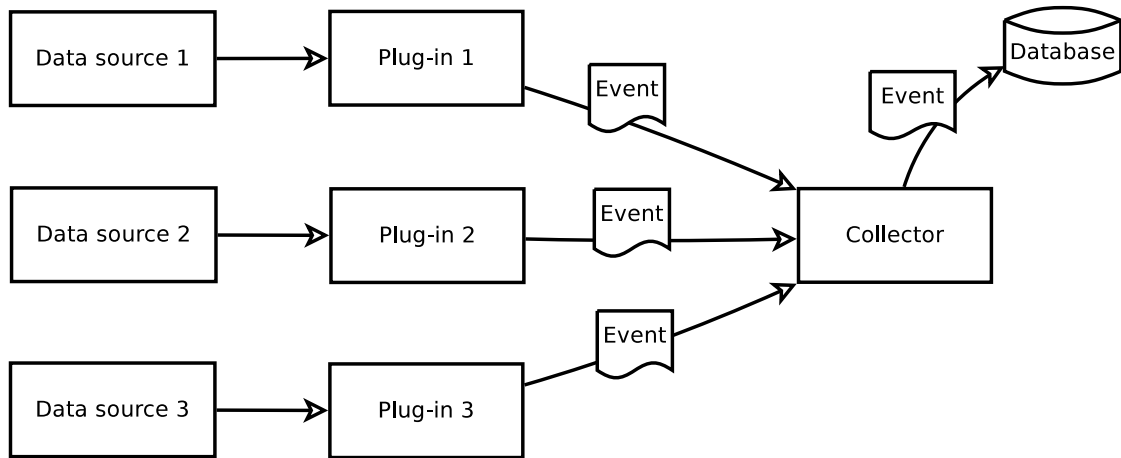 Data source 1
Plug-in 1
Event
Event
Database
Data source 2
Plug-in 2
Event
Collector
Data source 3
Plug-in 3
Event